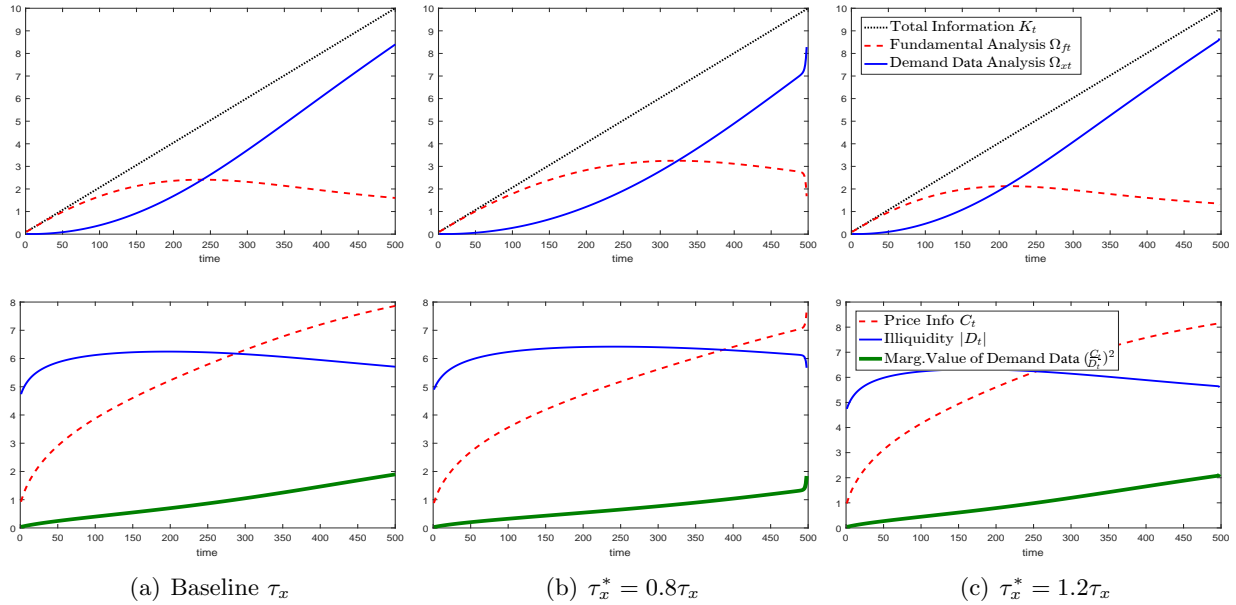 10
9
8
7
6
5
4
3
2
1
0
0 50 100 150 200 250 300 350 400 450 500
time
10
9
8
7
6
5
4
3
2
1
0
0 50 100 150 200 250 300 350 400 450 500
time
10
9
8
7
6
5
4
3
2
1
0
0 50 100 150 200 250 300 350 400 450 500
time
Total Information K_t
Fundamental Analysis Ω_ft
Demand Data Analysis Ω_xt
8
7
6
5
4
3
2
1
0
0 50 100 150 200 250 300 350 400 450 500
time
8
7
6
5
4
3
2
1
0
0 50 100 150 200 250 300 350 400 450 500
time
9
8
7
6
5
4
3
2
1
0
0 50 100 150 200 250 300 350 400 450 500
time
Price Info C_t
Illiquidity |D_t|
Marg.Value of Demand Data (C_t/D_t)²
(a) Baseline τ_x
(b) τ_x* = 0.8τ_x
(c) τ_x* = 1.2τ_x